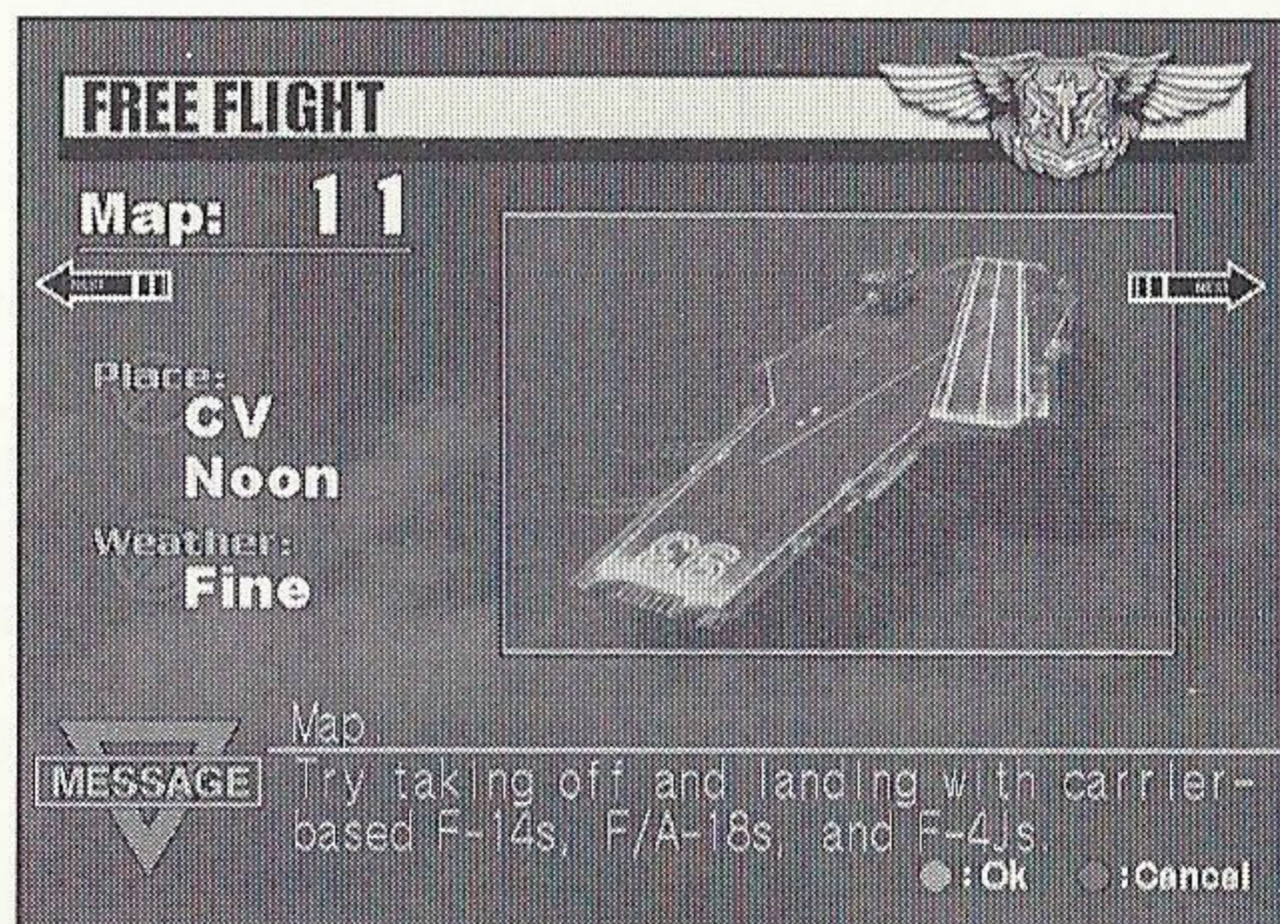 FREE FLIGHT
Map: 11
NEXT
Place:
CV
Noon
Weather:
Fine
Map
MESSAGE
Try taking off and landing with carrier-
based F-14s, F/A-18s, and F-4Js.
:Ok :Cancel